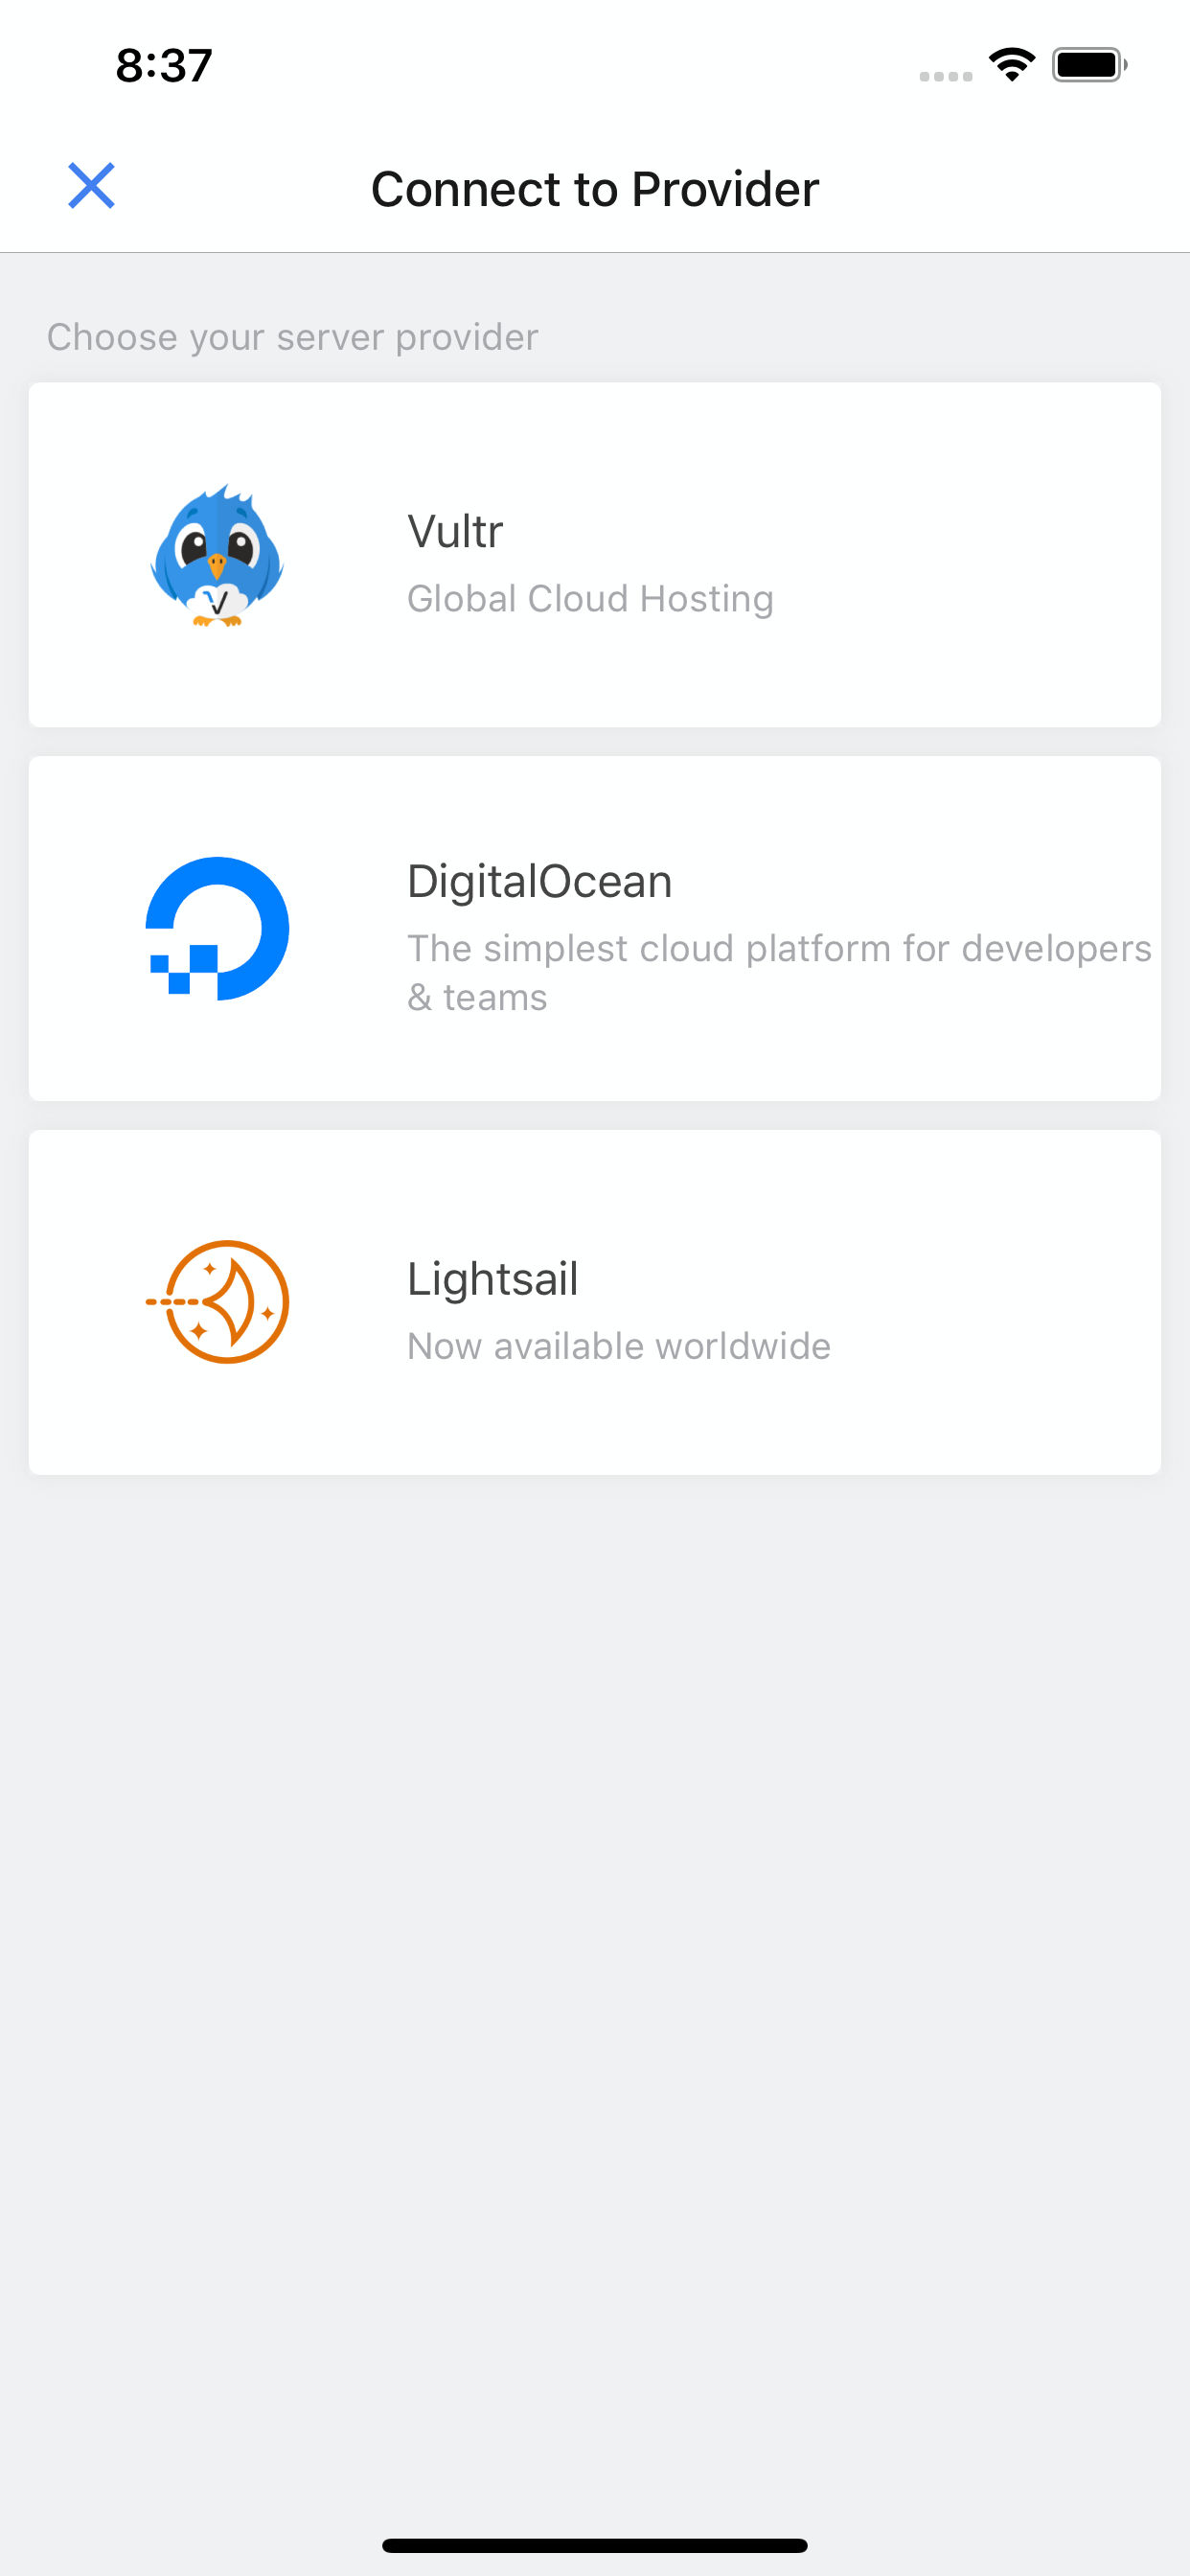 8:37
Connect to Provider
Choose your server provider
Vultr
Global Cloud Hosting
DigitalOcean
The simplest cloud platform for developers
& teams
Lightsail
Now available worldwide